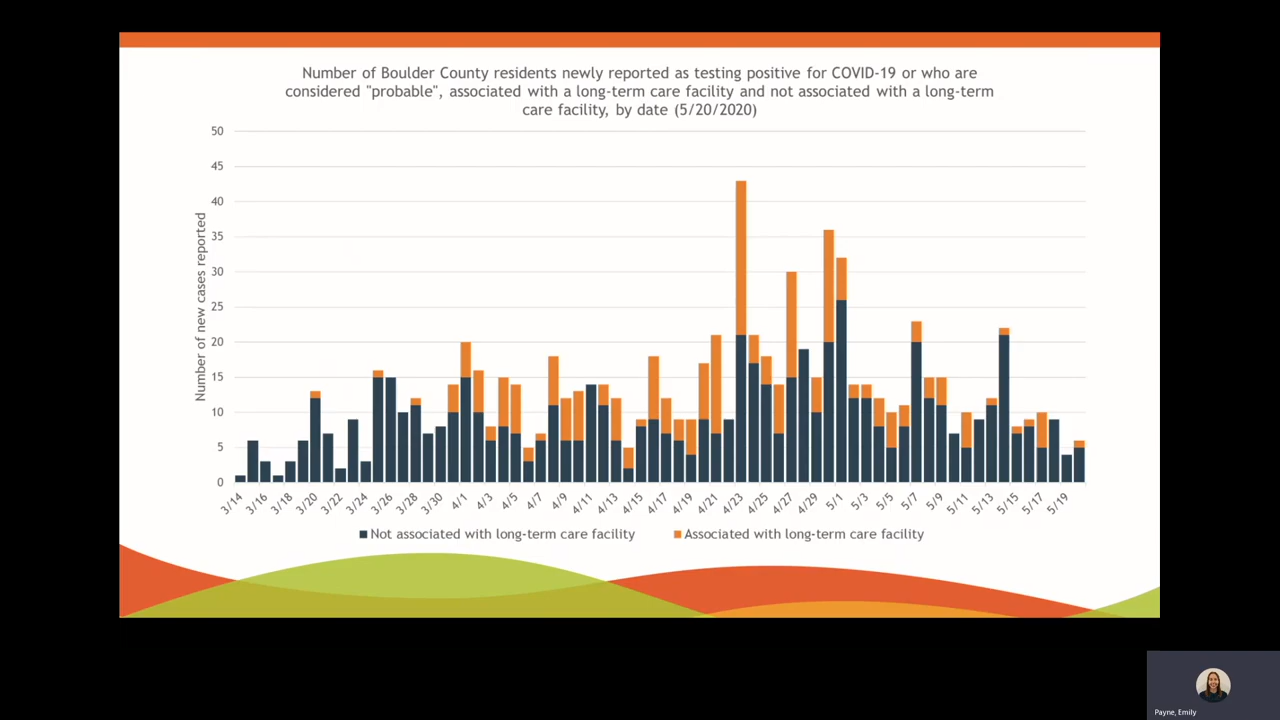 Number of Boulder County residents newly reported as testing positive for COVID-19 or who are
considered "probable", associated with a long-term care facility and not associated with a long-term
care facility, by date (5/20/2020)
Number of new cases reported
50
45
40
35
30
25
20
15
10
5
0
3/14 3/16 3/18 3/20 3/22 3/24 3/26 3/28 3/30 4/1 4/3 4/5 4/7 4/9 4/11 4/13 4/15 4/17 4/19 4/21 4/23 4/25 4/27 4/29 5/1 5/3 5/5 5/7 5/9 5/11 5/13 5/15 5/17 5/19
Not associated with long-term care facility Associated with long-term care facility
Payne, Emily